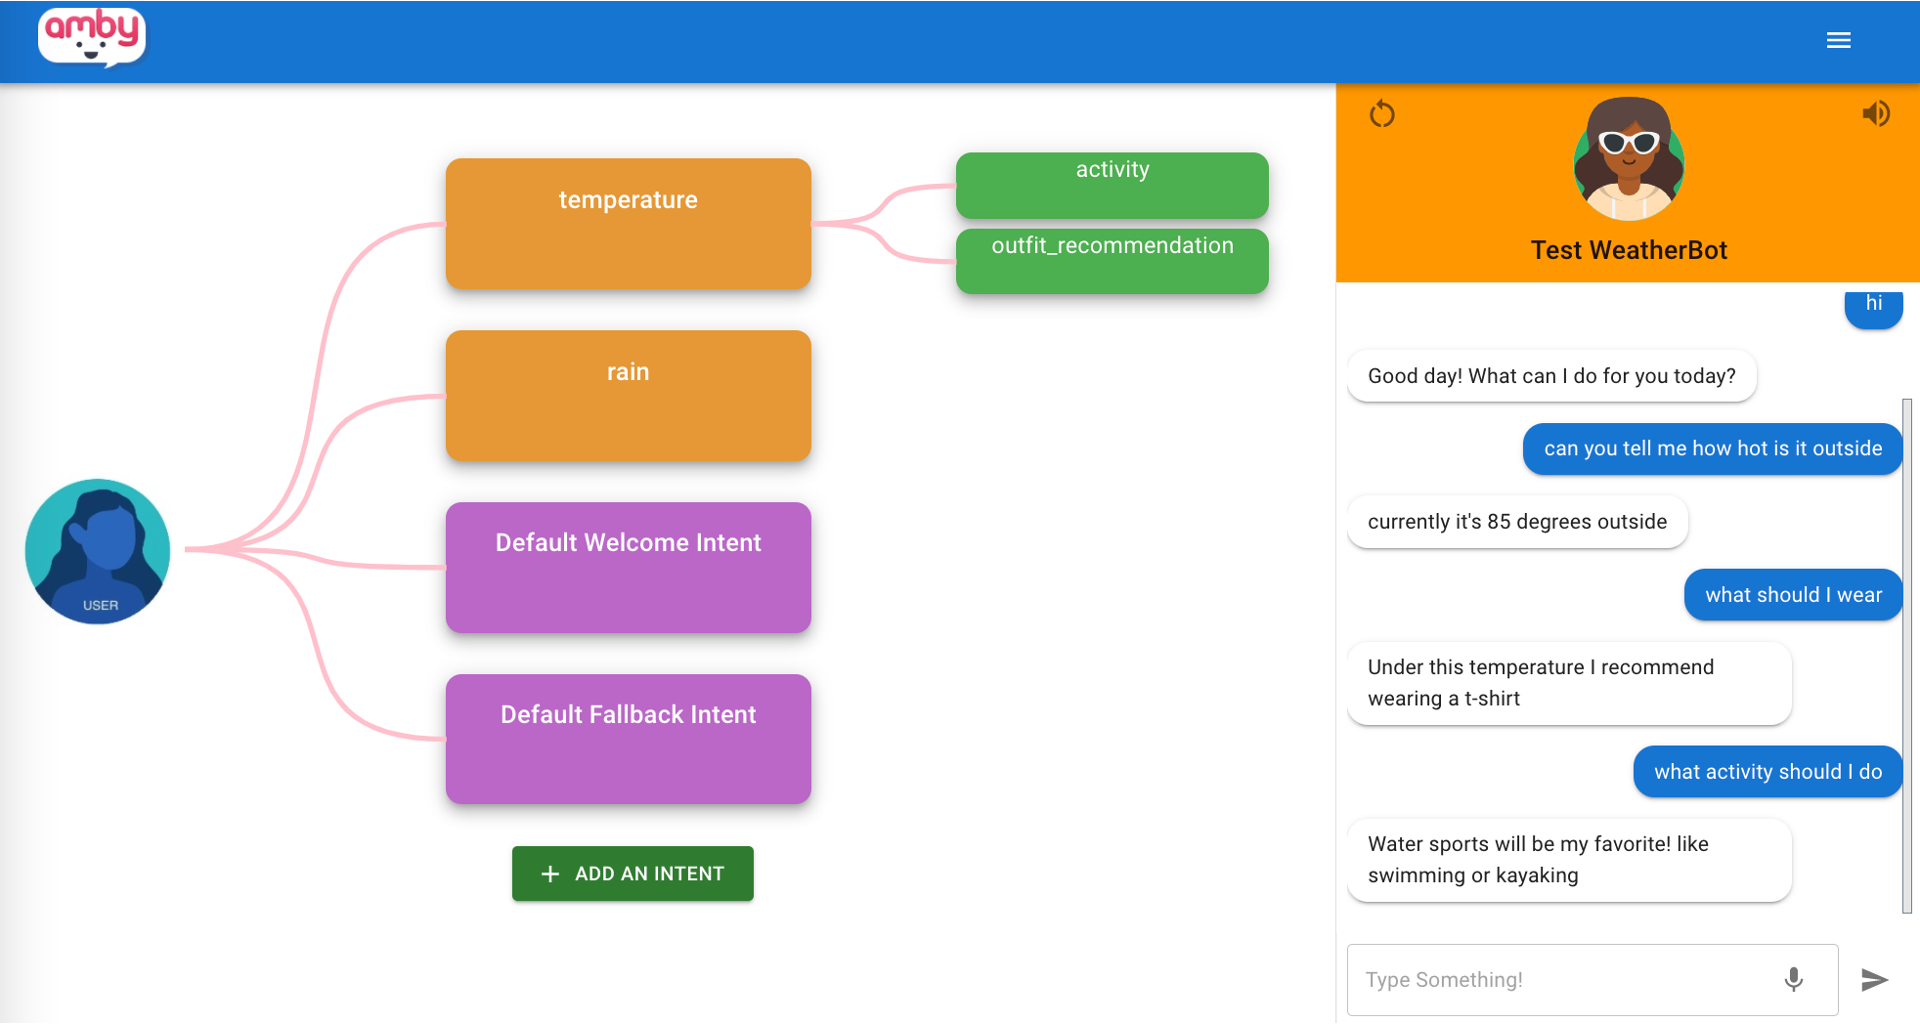 amby
temperature
activity
outfit_recommendation
rain
USER
Default Welcome Intent
Default Fallback Intent
ADD AN INTENT
Test WeatherBot
hi
Good day! What can I do for you today?
can you tell me how hot is it outside
currently it's 85 degrees outside
what should I wear
Under this temperature I recommend
wearing a t-shirt
what activity should I do
Water sports will be my favorite! like
swimming or kayaking
Type Something!